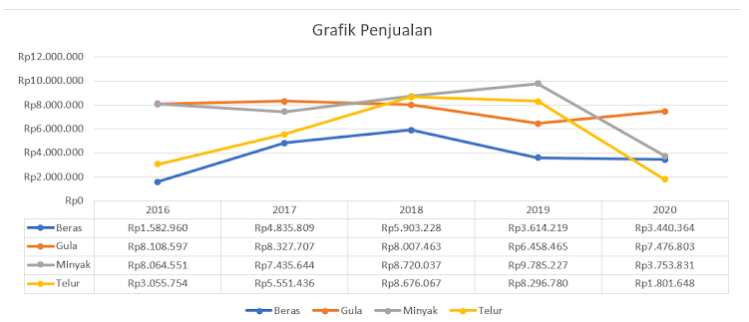 Grafik Penjualan
Rp12.000.000
Rp10.000.000
Rp8.000.000
Rp6.000.000
Rp4.000.000
Rp2.000.000
Rp0
2016 2017 2018 2019 2020
Beras Rp1.582.960 Rp4.835.809 Rp5.903.228 Rp3.614.219 Rp3.440.364
Gula Rp8.108.597 Rp8.327.707 Rp8.007.463 Rp6.458.465 Rp7.476.803
Minyak Rp8.064.551 Rp7.435.644 Rp8.720.037 Rp9.785.227 Rp3.753.831
Telur Rp3.055.754 Rp5.551.436 Rp8.676.067 Rp8.296.780 Rp1.801.648
Beras Gula Minyak Telur